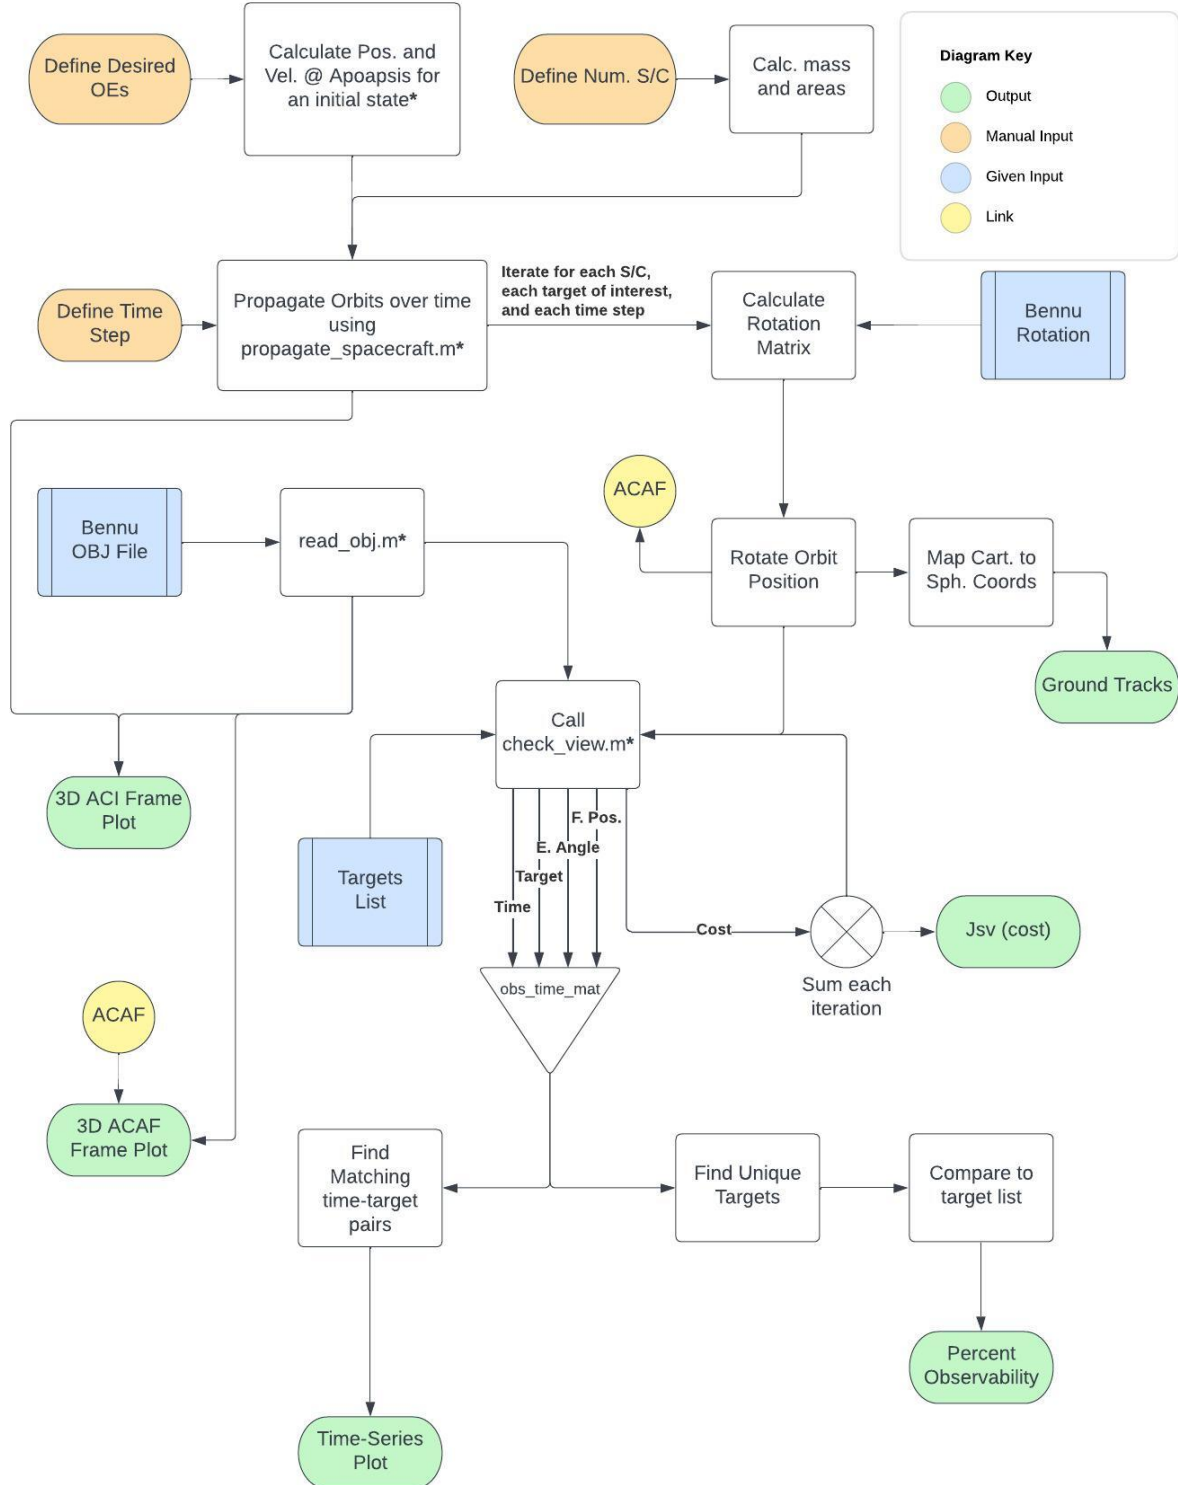 Define Desired
OEs
Calculate Pos. and
Vel. @ Apoapsis for
an initial state*
Define Num. S/C
Calc. mass
and areas
Diagram Key
Output
Manual Input
Given Input
Link
Define Time
Step
Propagate Orbits over time
using
propagate_spacecraft.m*
Iterate for each S/C,
each target of interest,
and each time step
Calculate
Rotation
Matrix
Bennu
Rotation
ACAF
Bennu
OBJ File
read_obj.m*
Rotate Orbit
Position
Map Cart. to
Sph. Coords
Ground Tracks
Call
check_view.m*
3D ACI Frame
Plot
Targets
List
F. Pos.
E. Angle
Target
Time
Cost
Sum each
iteration
Jsv (cost)
obs_time_mat
ACAF
3D ACAF
Frame Plot
Find
Matching
time-target
pairs
Find Unique
Targets
Compare to
target list
Percent
Observability
Time-Series
Plot